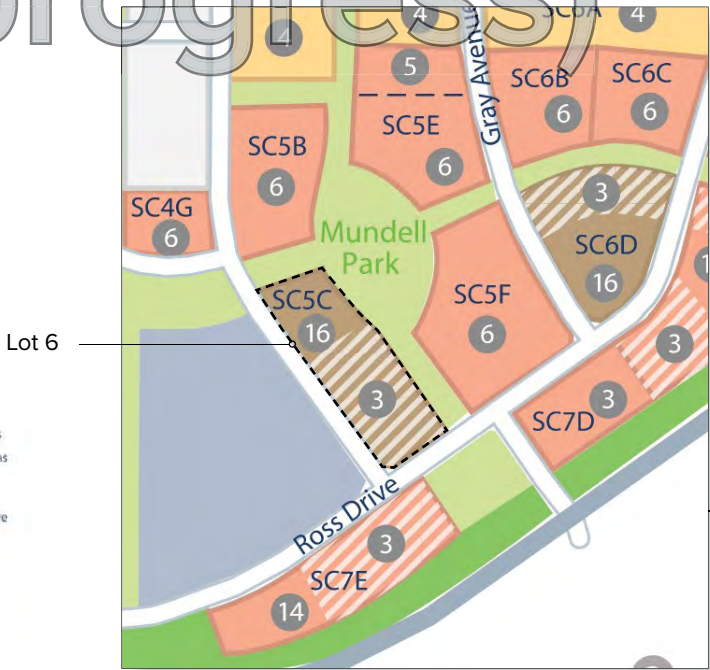 progress)
4
4
SC6A
4
5
Gray Avenue
SC6B
6
SC6C
6
SC5B
6
SC5E
6
3
SC4G
6
Mundell
Park
SC6D
16
SC5C
16
SC5F
6
Lot 6
3
3
3
SC7D
Ross Drive
3
SC7E
14